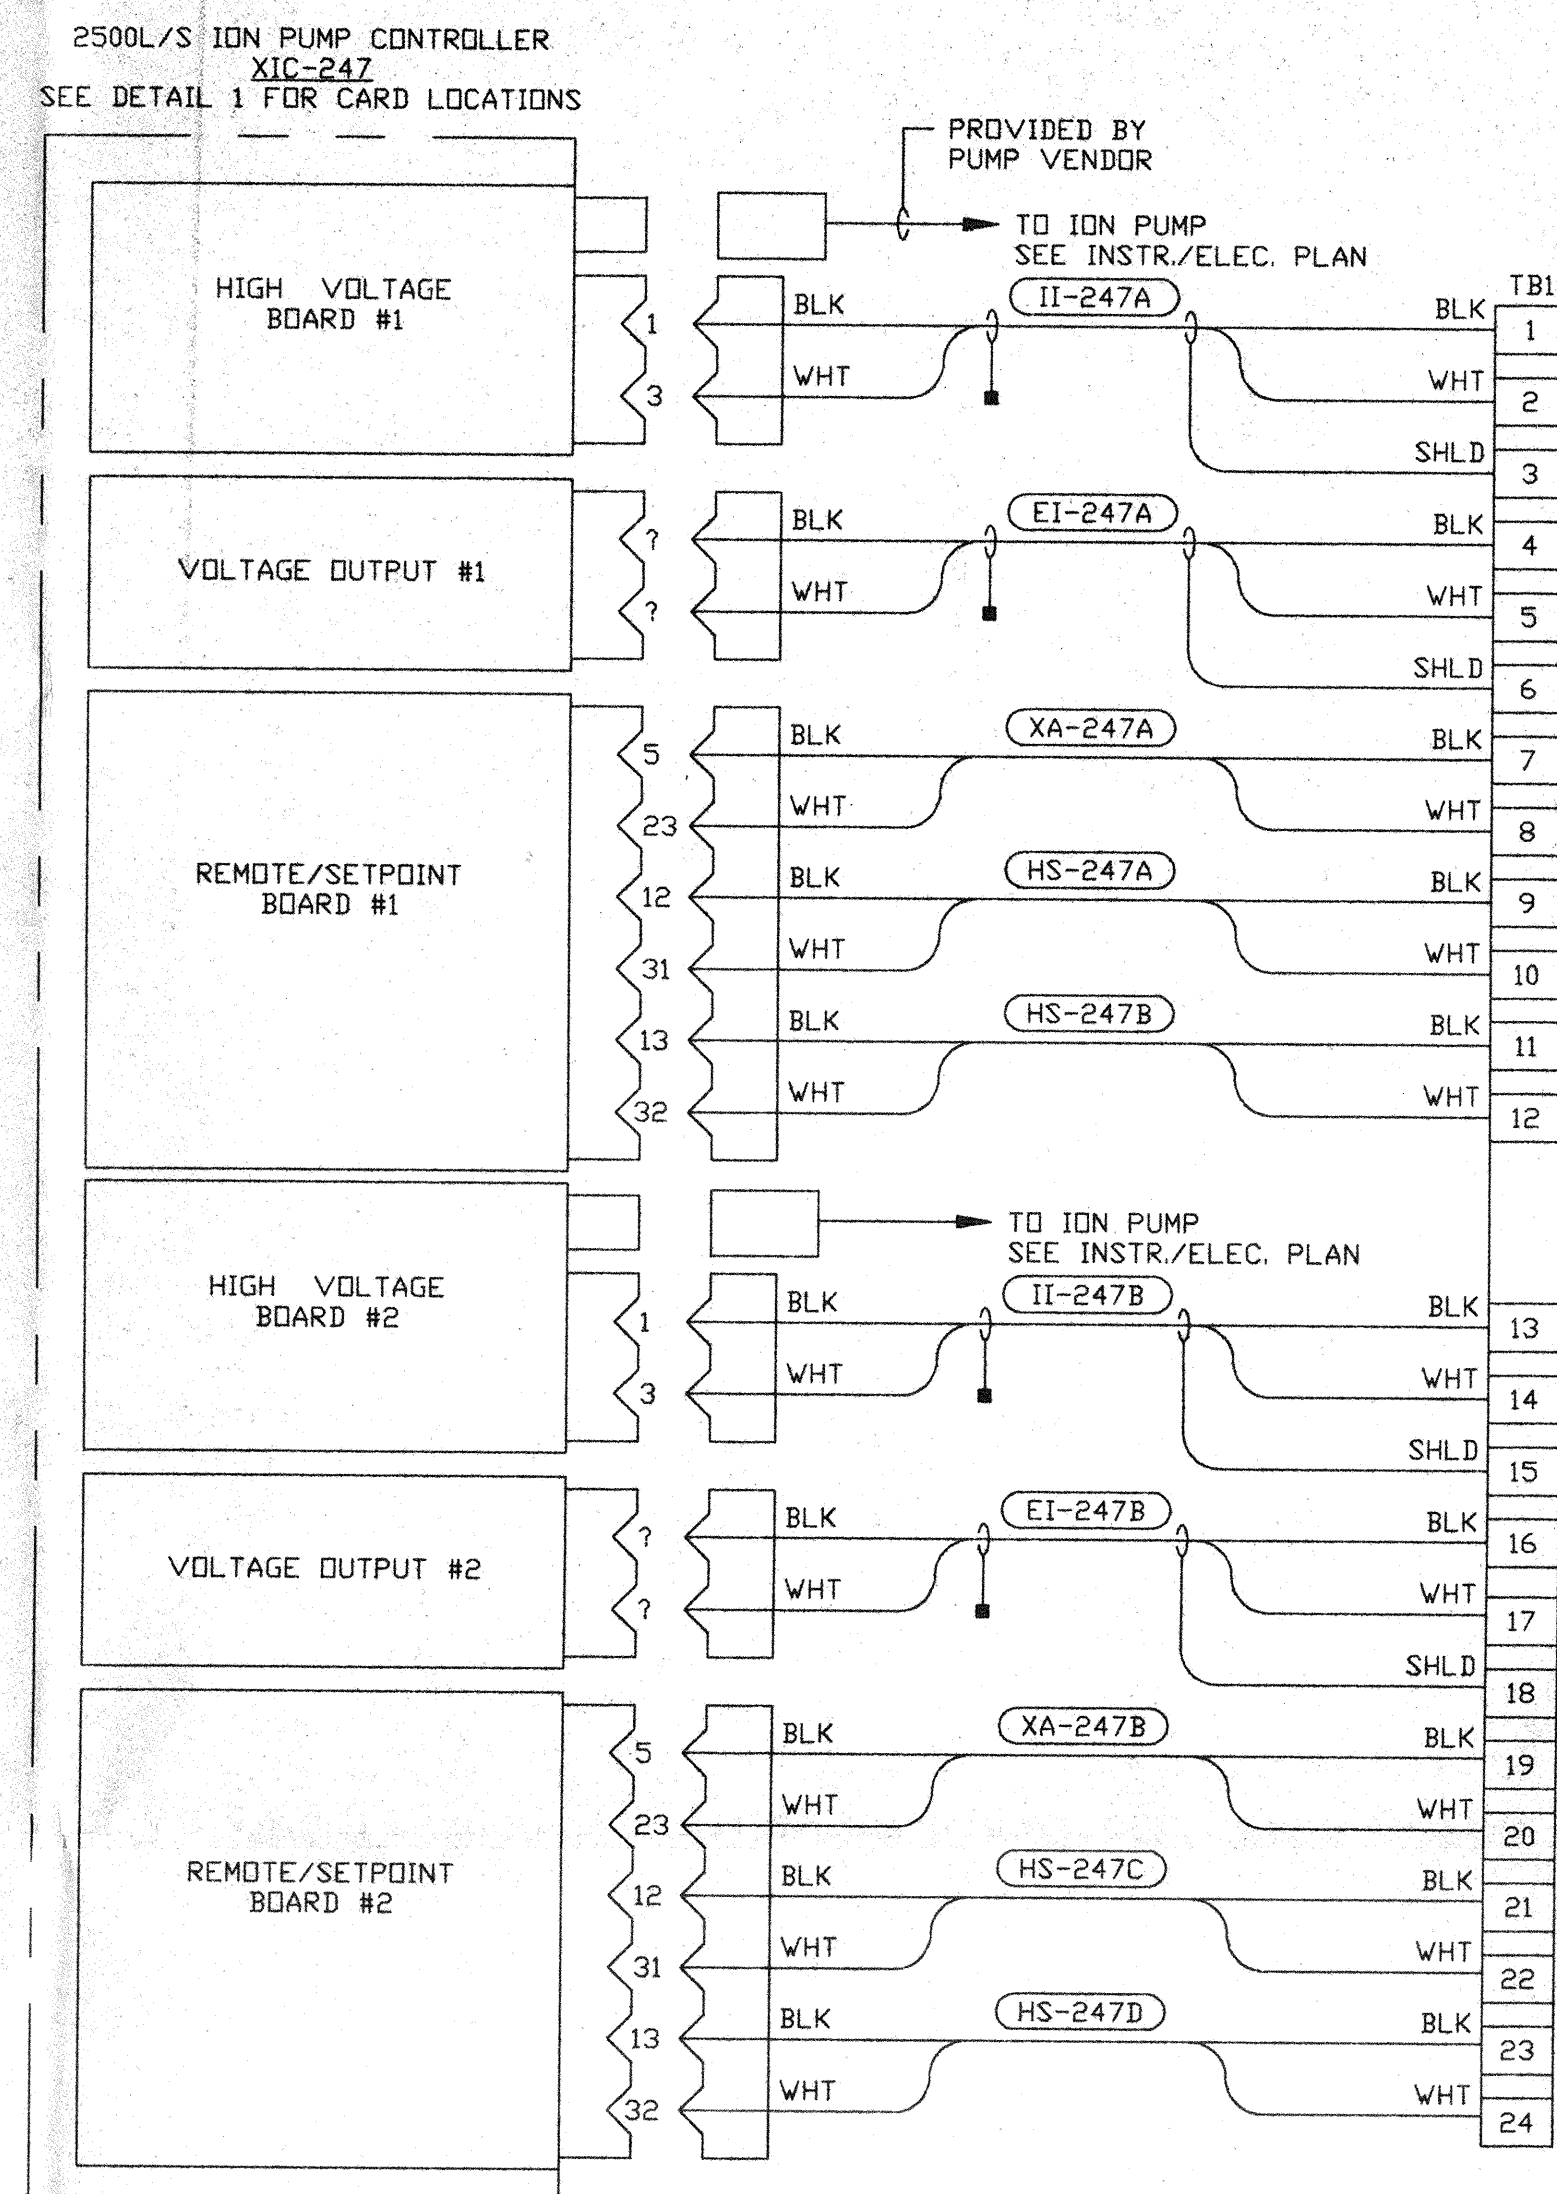 2500L/S ION PUMP CONTROLLER
XIC-247
SEE DETAIL 1 FOR CARD LOCATIONS
PROVIDED BY
PUMP VENDOR
TO ION PUMP
SEE INSTR./ELEC. PLAN
HIGH VOLTAGE
BOARD #1
1
3
BLK
WHT
II-247A
TB1
BLK
1
WHT
2
SHLD
3
VOLTAGE OUTPUT #1
?
?
BLK
WHT
EI-247A
BLK
4
WHT
5
SHLD
6
REMOTE/SETPOINT
BOARD #1
5
23
12
31
13
32
BLK
WHT
BLK
WHT
BLK
WHT
XA-247A
HS-247A
HS-247B
BLK
7
WHT
8
BLK
9
WHT
10
BLK
11
WHT
12
TO ION PUMP
SEE INSTR./ELEC. PLAN
HIGH VOLTAGE
BOARD #2
1
3
BLK
WHT
II-247B
BLK
13
WHT
14
SHLD
15
VOLTAGE OUTPUT #2
?
?
BLK
WHT
EI-247B
BLK
16
WHT
17
SHLD
18
REMOTE/SETPOINT
BOARD #2
5
23
12
31
13
32
BLK
WHT
BLK
WHT
BLK
WHT
XA-247B
HS-247C
HS-247D
BLK
19
WHT
20
BLK
21
WHT
22
BLK
23
WHT
24